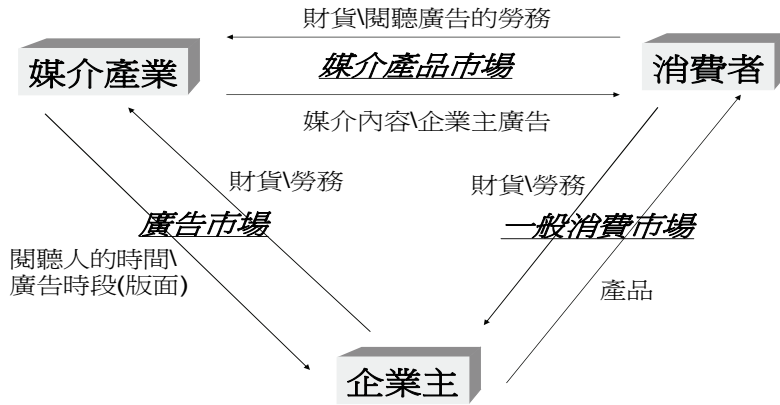 財貨\閱聽廣告的勞務
媒介產業
媒介產品市場
消費者
媒介內容\企業主廣告
財貨\勞務
財貨\勞務
廣告市場
一般消費市場
閱聽人的時間\
廣告時段(版面)
產品
企業主